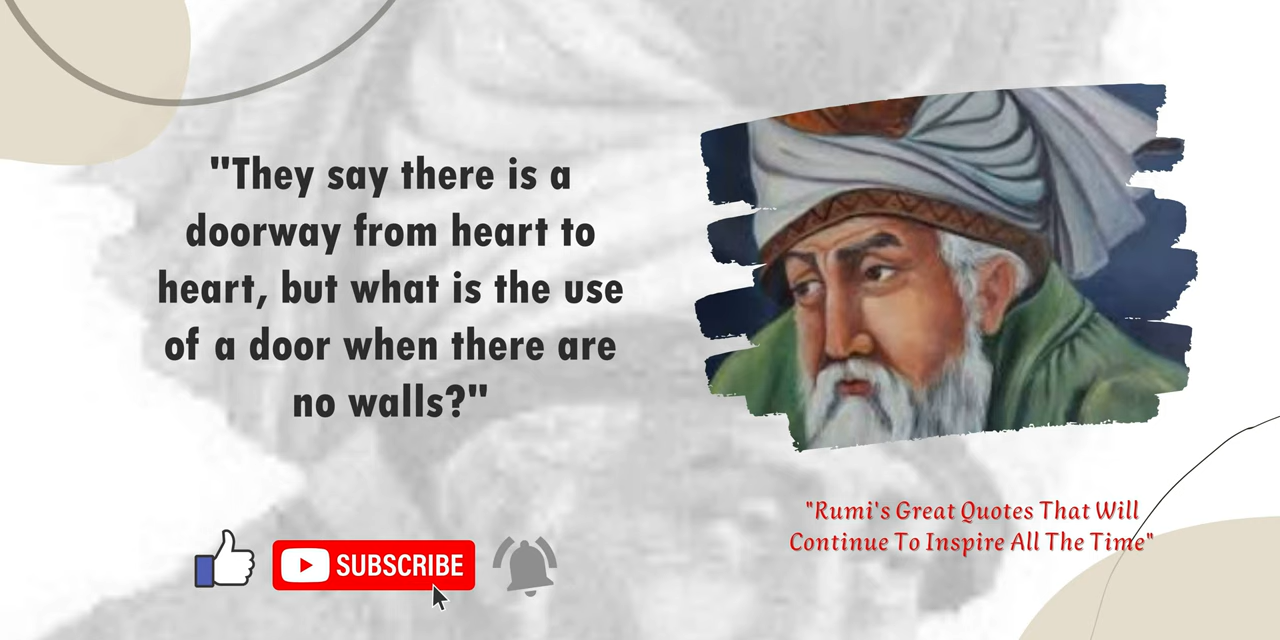 "They say there is a
doorway from heart to
heart, but what is the use
of a door when there are
no walls?"
SUBSCRIBE
"Rumi's Great Quotes That Will
Continue To Inspire All The Time"